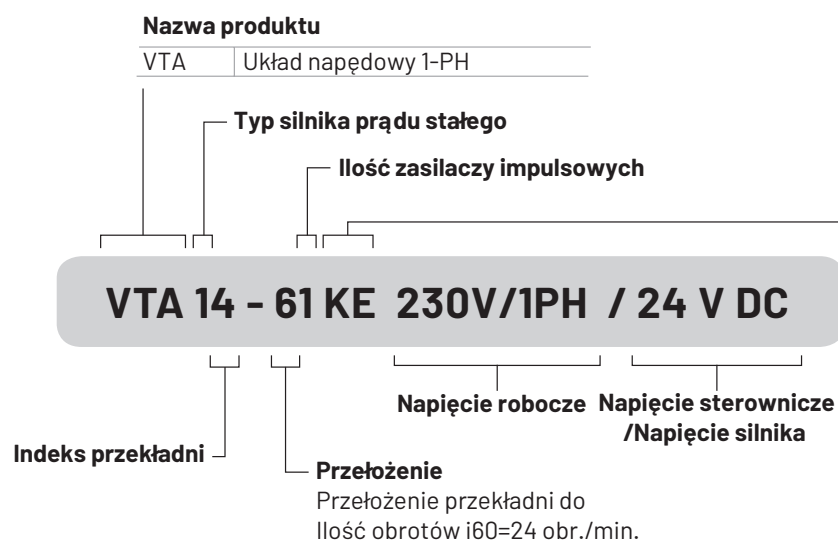 Nazwa produktu
VTA Układ napędowy 1-PH
Typ silnika prądu stałego
Ilość zasilaczy impulsowych
VTA 14 - 61 KE 230V/1PH / 24 V DC
Napięcie robocze
Napięcie sterownicze
/Napięcie silnika
Indeks przekładni
Przełożenie
Przełożenie przekładni do
Ilość obrotów i60=24 obr./min.